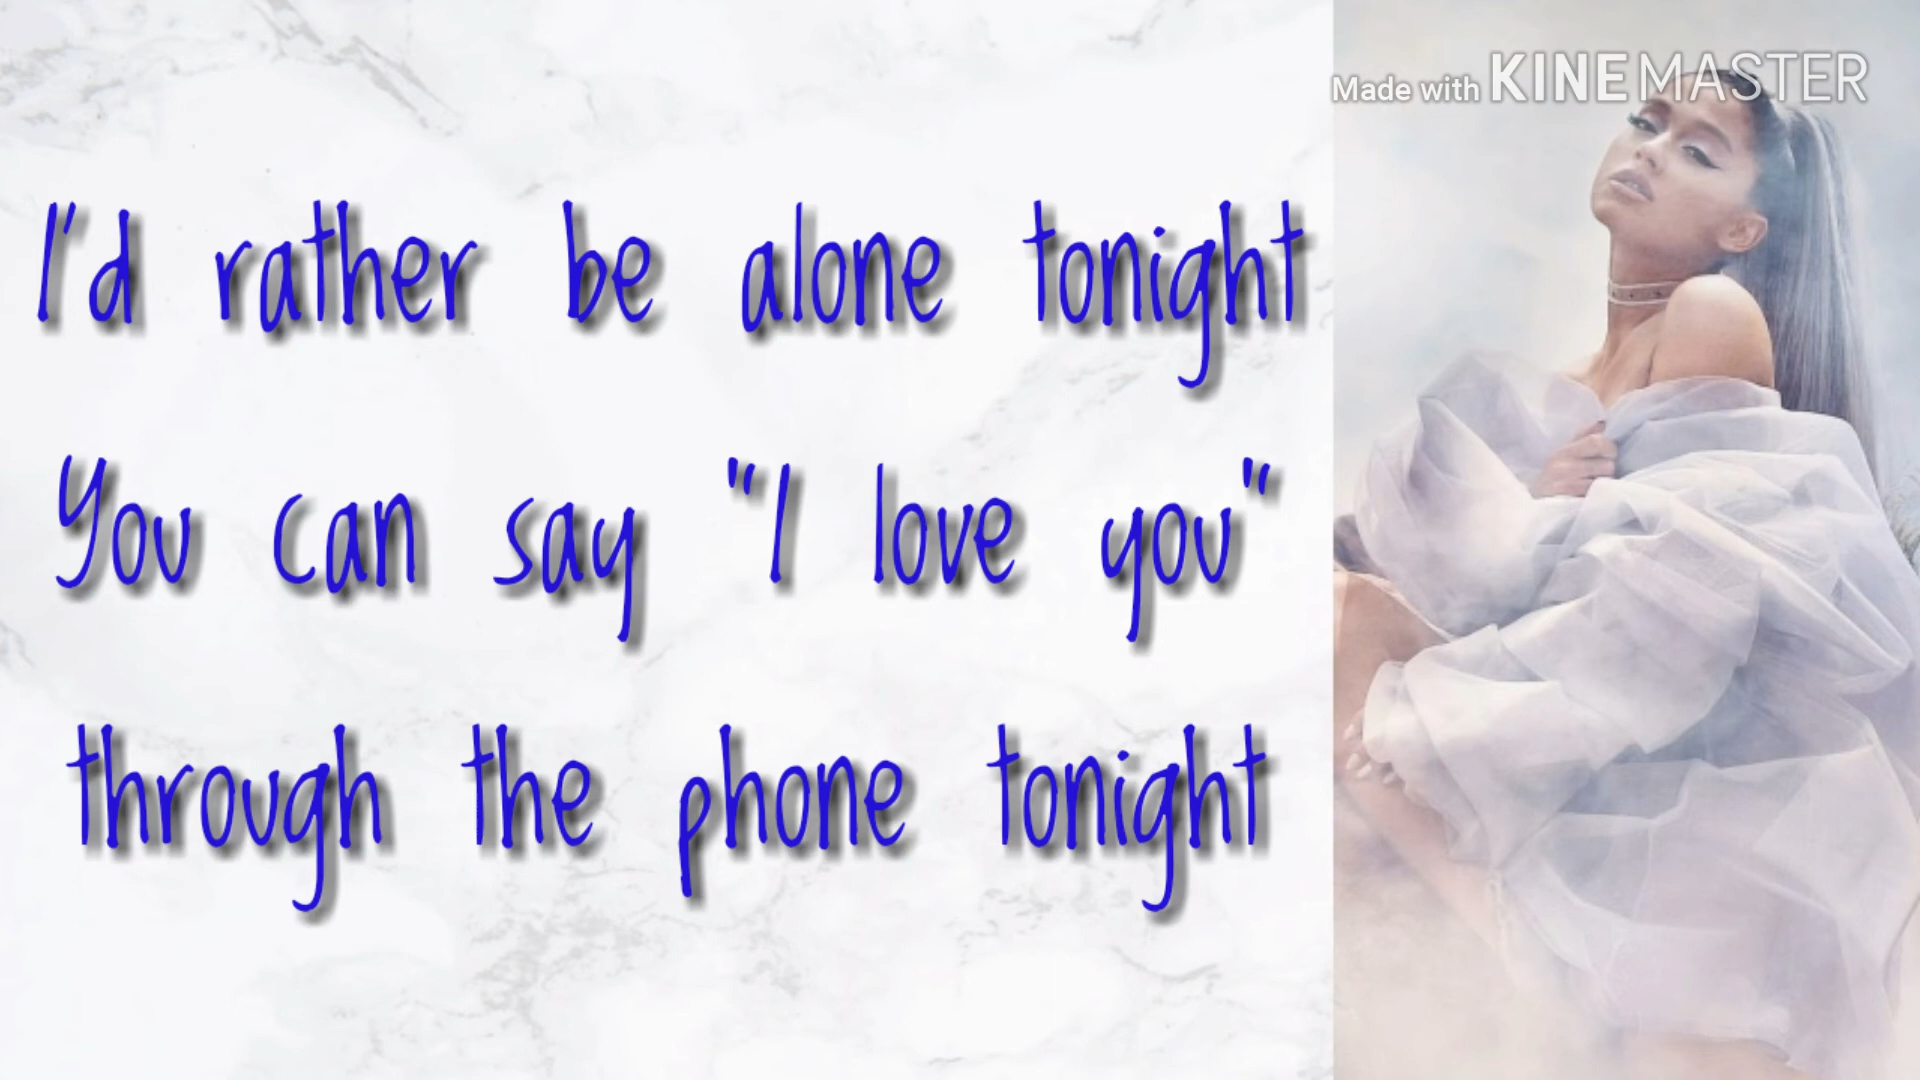 Made with KINEMASTER
I'd rather be alone tonight
You can say "I love you"
through the phone tonight